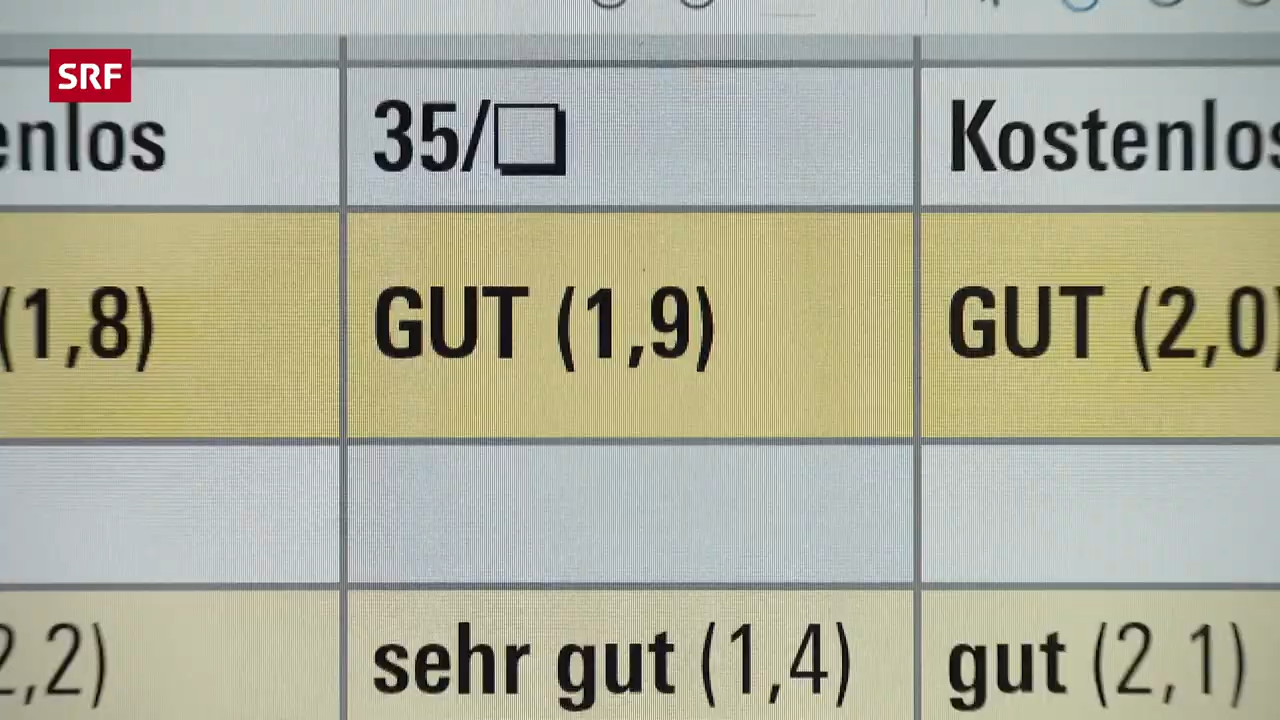 SRF
enlos 35/❏ Kostenlos
(1,8) GUT (1,9) GUT (2,0)
2,2) sehr gut (1,4) gut (2,1)